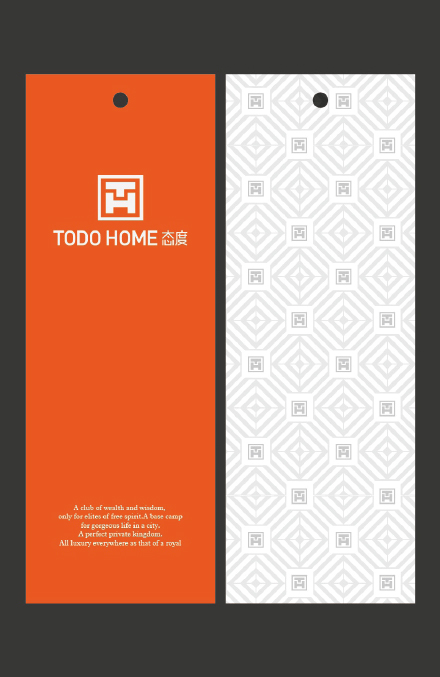 TODO HOME 态度
A club of wealth and wisdom,
only for elites of free spirit.A base camp
for gorgeous life in a city.
A perfect private kingdom.
All luxury everywhere as that of a royal